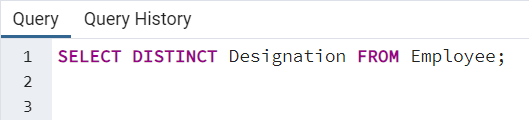 Query Query History
1 SELECT DISTINCT Designation FROM Employee;
2
3